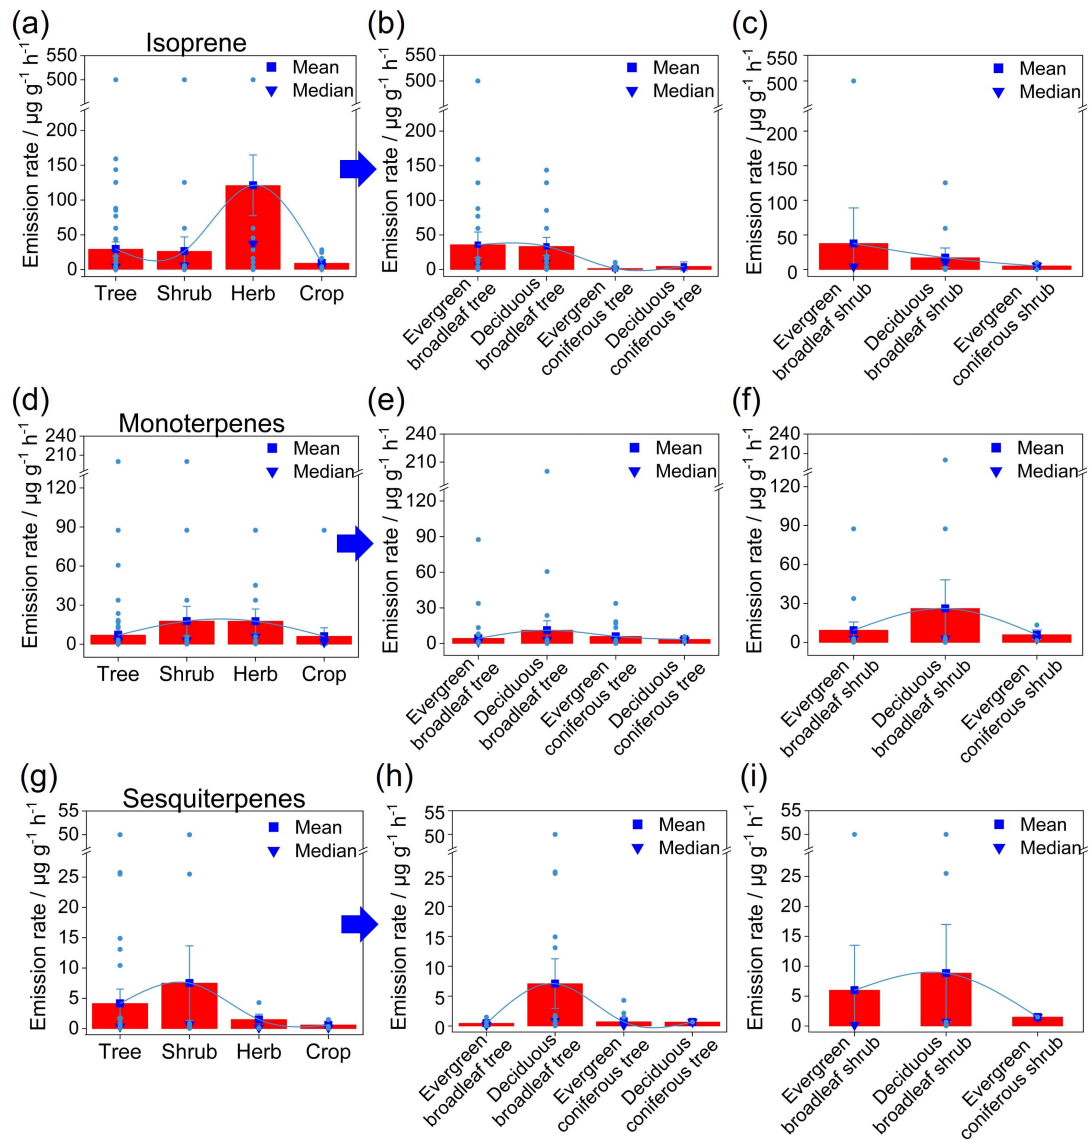 (a)
Isoprene
Emission rate / µg g⁻¹ h⁻¹
550
500
200
150
100
50
0
Mean
Median
Tree Shrub Herb Crop
(b)
Emission rate / µg g⁻¹ h⁻¹
550
500
200
150
100
50
0
Mean
Median
Evergreen
broadleaf tree
Deciduous
broadleaf tree
Evergreen
coniferous tree
Deciduous
coniferous tree
(c)
Emission rate / µg g⁻¹ h⁻¹
550
500
200
150
100
50
0
Mean
Median
Evergreen
broadleaf shrub
Deciduous
broadleaf shrub
Evergreen
coniferous shrub
(d)
Monoterpenes
Emission rate / µg g⁻¹ h⁻¹
240
210
120
90
60
30
0
Mean
Median
Tree Shrub Herb Crop
(e)
Emission rate / µg g⁻¹ h⁻¹
240
210
120
90
60
30
0
Mean
Median
Evergreen
broadleaf tree
Deciduous
broadleaf tree
Evergreen
coniferous tree
Deciduous
coniferous tree
(f)
Emission rate / µg g⁻¹ h⁻¹
240
210
120
90
60
30
0
Mean
Median
Evergreen
broadleaf shrub
Deciduous
broadleaf shrub
Evergreen
coniferous shrub
(g)
Sesquiterpenes
Emission rate / µg g⁻¹ h⁻¹
55
50
25
20
15
10
5
0
Mean
Median
Tree Shrub Herb Crop
(h)
Emission rate / µg g⁻¹ h⁻¹
55
50
25
20
15
10
5
0
Mean
Median
Evergreen
broadleaf tree
Deciduous
broadleaf tree
Evergreen
coniferous tree
Deciduous
coniferous tree
(i)
Emission rate / µg g⁻¹ h⁻¹
55
50
25
20
15
10
5
0
Mean
Median
Evergreen
broadleaf shrub
Deciduous
broadleaf shrub
Evergreen
coniferous shrub